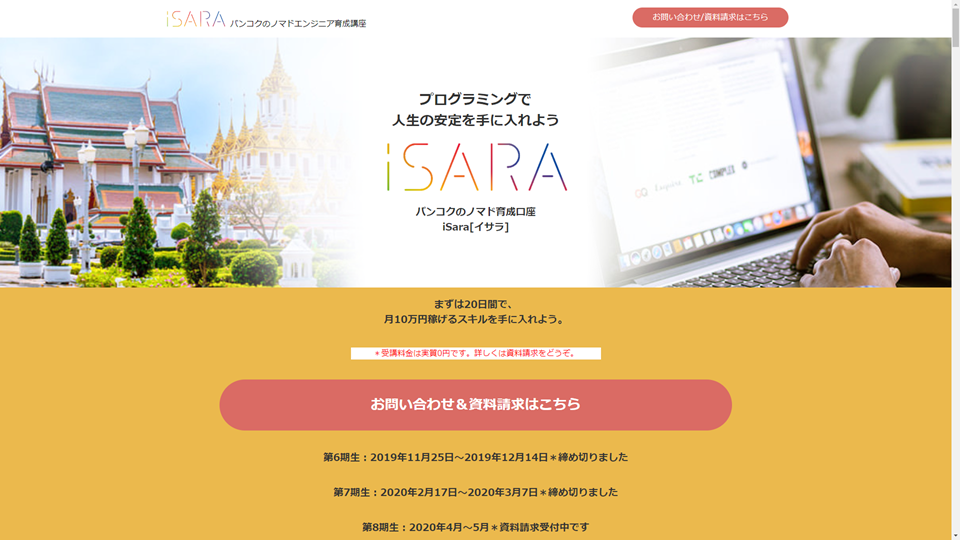 iSARA バンコクのノマドエンジニア育成講座
お問い合わせ/資料請求はこちら
プログラミングで
人生の安定を手に入れよう
iSARA
バンコクのノマド育成口座
iSara[イサラ]
まずは20日間で、
月10万円稼げるスキルを手に入れよう。
＊受講料金は実質0円です。詳しくは資料請求をどうぞ。
お問い合わせ＆資料請求はこちら
第6期生：2019年11月25日〜2019年12月14日＊締め切りました
第7期生：2020年2月17日〜2020年3月7日＊締め切りました
第8期生：2020年4月〜5月＊資料請求受付中です